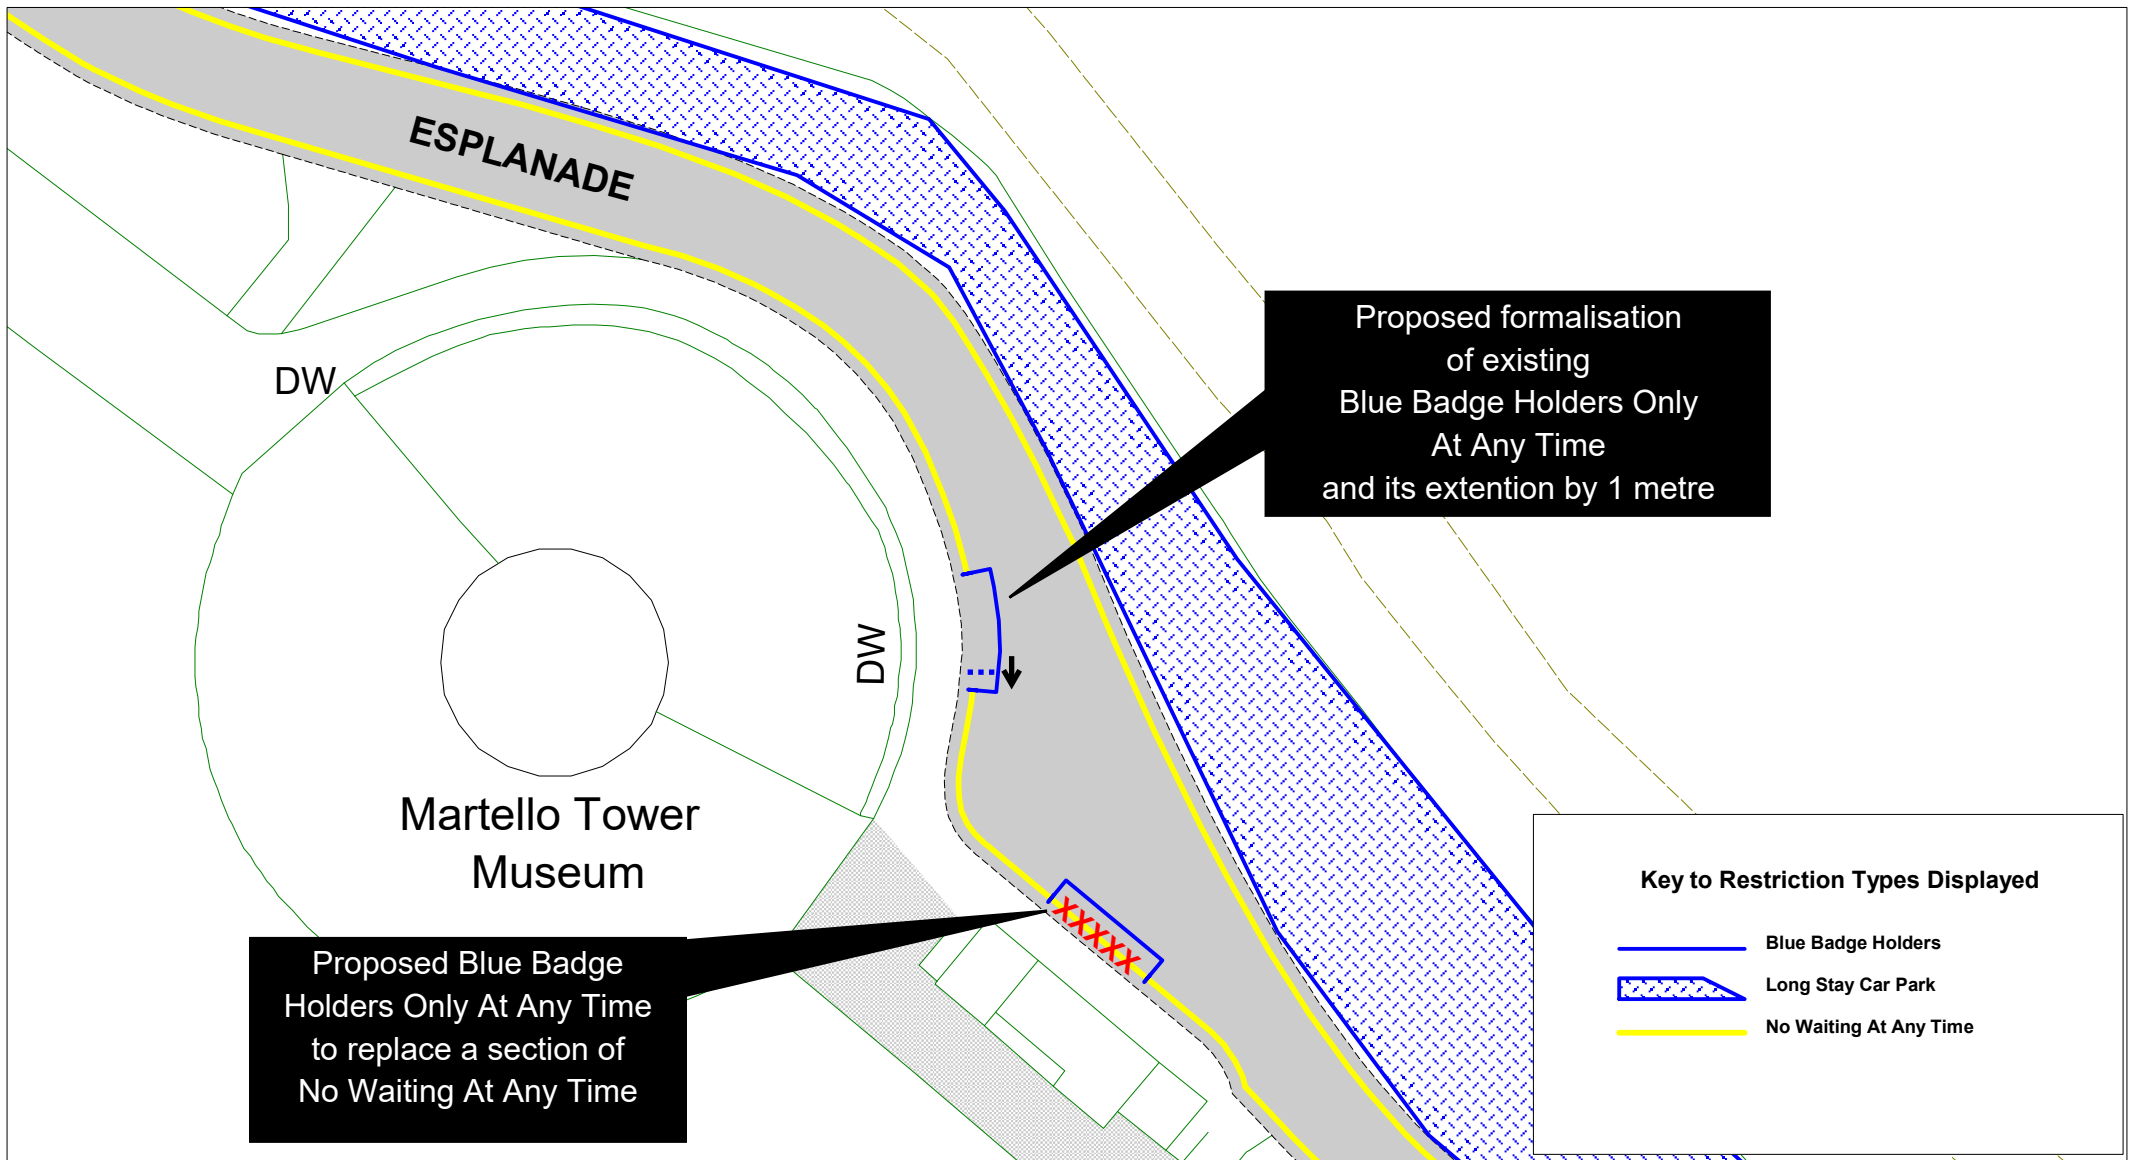 ESPLANADE
Proposed formalisation
of existing
Blue Badge Holders Only
At Any Time
and its extention by 1 metre
DW
DW
Martello Tower
Museum
XXXXX
Proposed Blue Badge
Holders Only At Any Time
to replace a section of
No Waiting At Any Time
Key to Restriction Types Displayed
Blue Badge Holders
Long Stay Car Park
No Waiting At Any Time